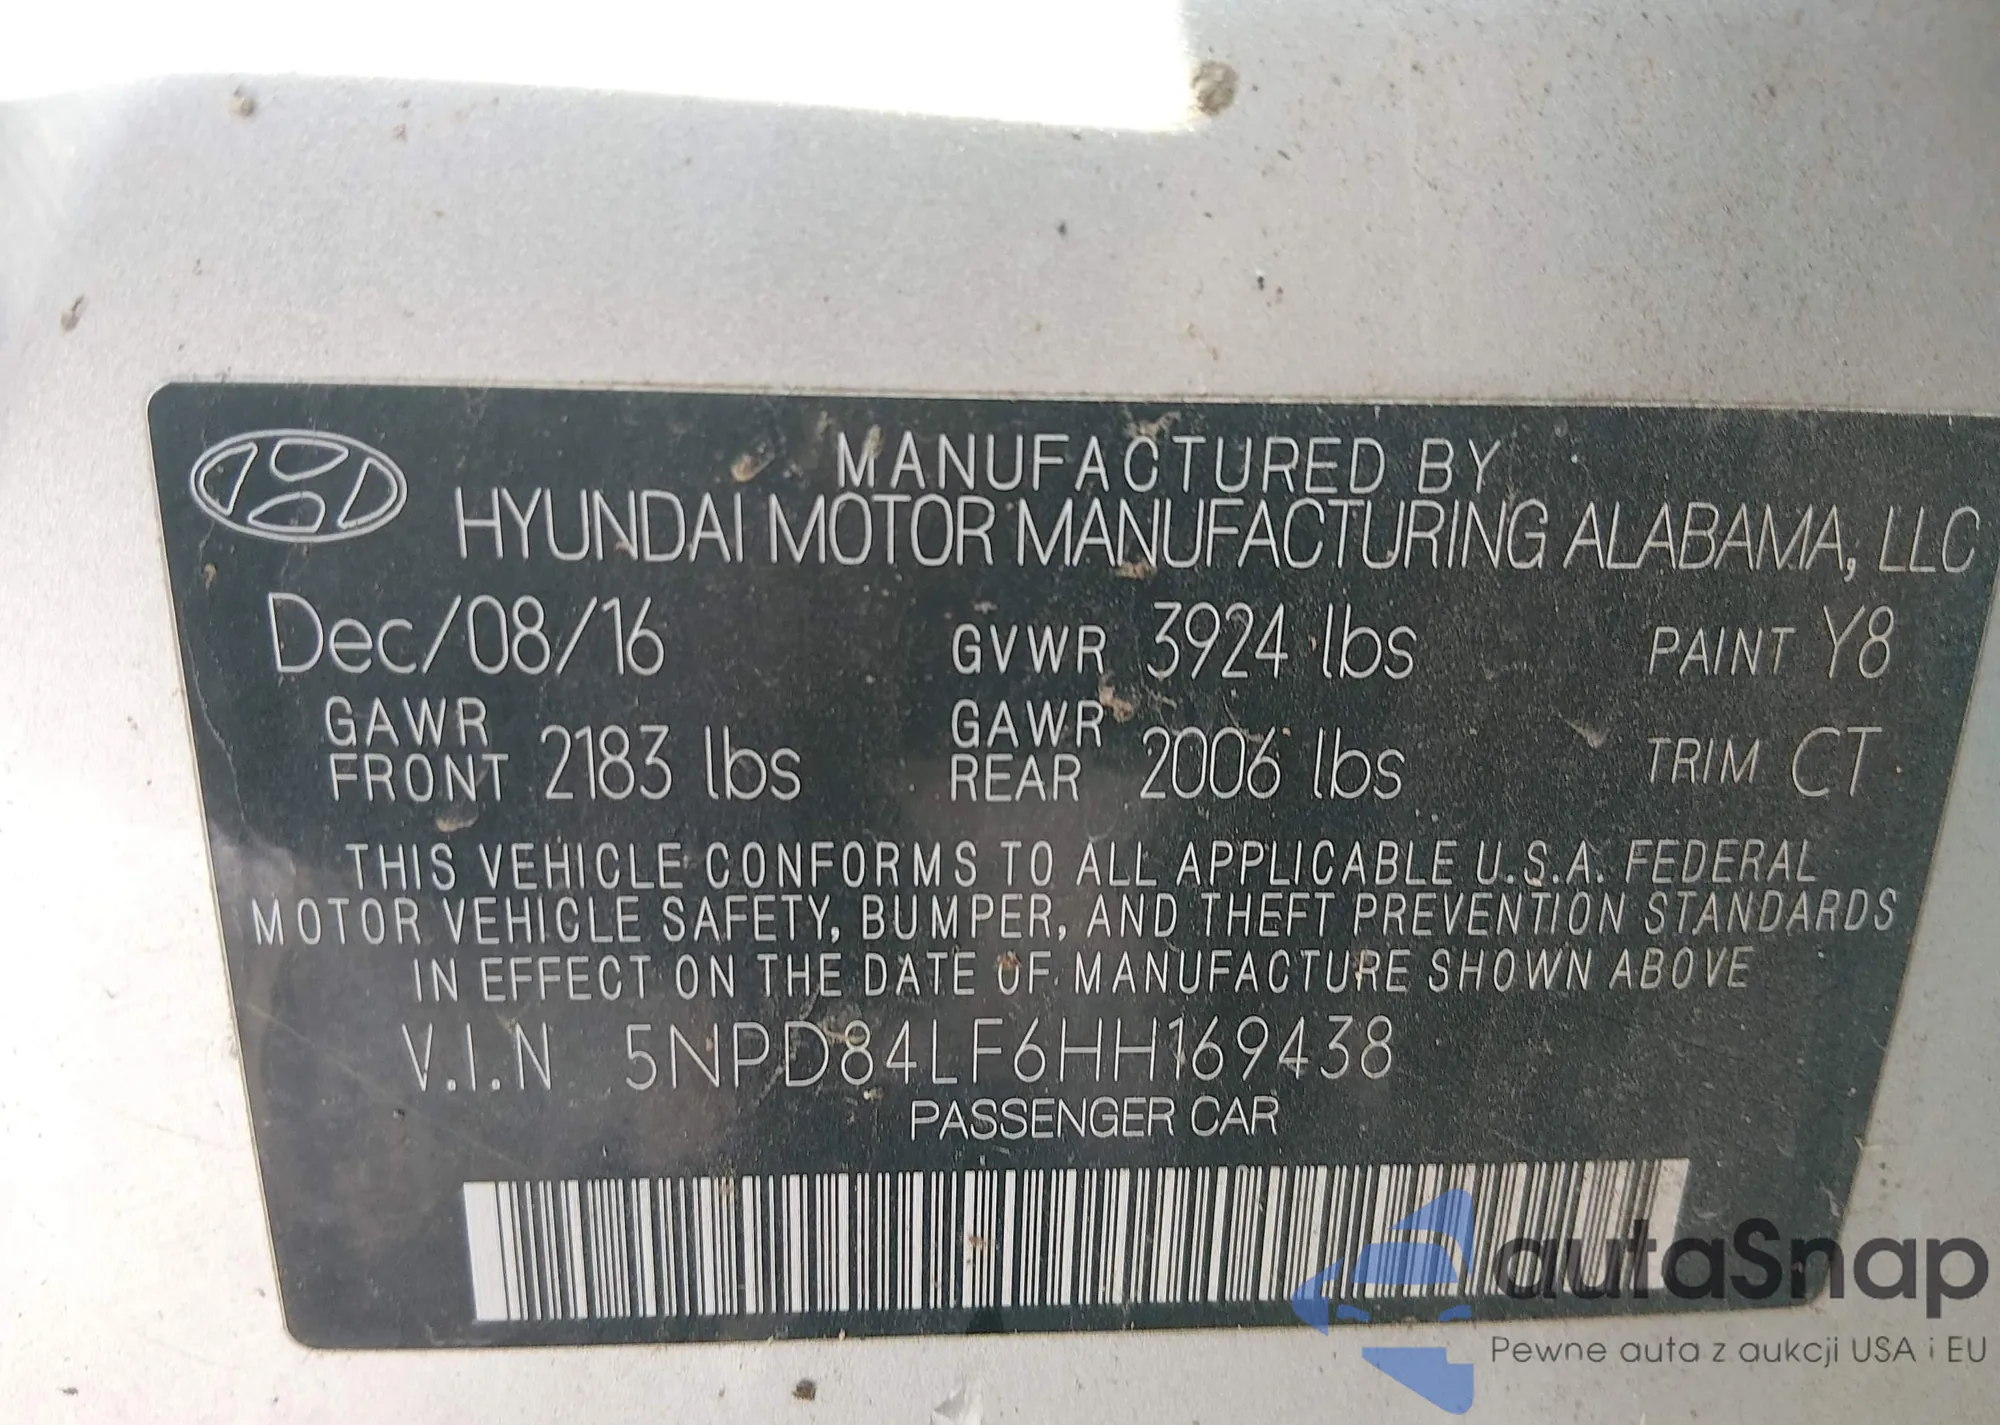 MANUFACTURED BY
HYUNDAI MOTOR MANUFACTURING ALABAMA, LLC
Dec/08/16 GVWR 3924 lbs PAINT Y8
GAWR FRONT 2183 lbs GAWR REAR 2006 lbs TRIM CT
THIS VEHICLE CONFORMS TO ALL APPLICABLE U.S.A. FEDERAL
MOTOR VEHICLE SAFETY, BUMPER, AND THEFT PREVENTION STANDARDS
IN EFFECT ON THE DATE OF MANUFACTURE SHOWN ABOVE
V.I.N 5NPD84LF6HH169438
PASSENGER CAR
autaSnap
Pewne auta z aukcji USA i EU